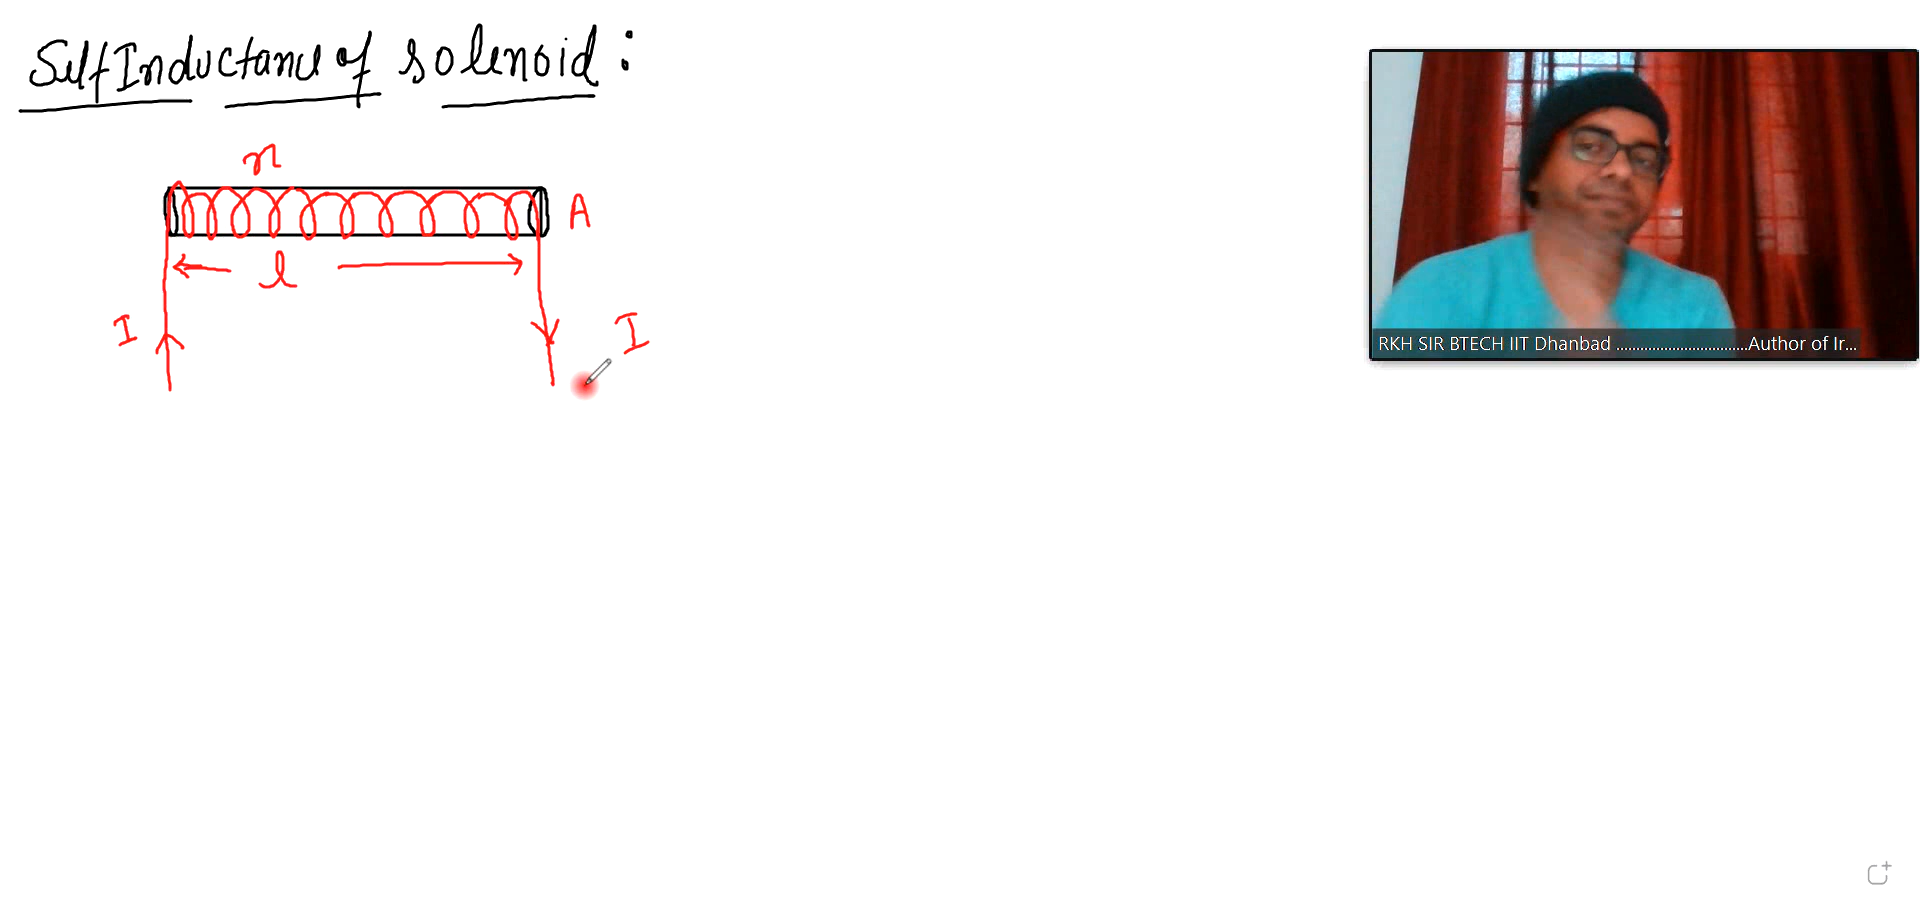 Self Inductance of solenoid :
n
A
l
I
I
RKH SIR BTECH IIT Dhanbad .................................Author of Ir...